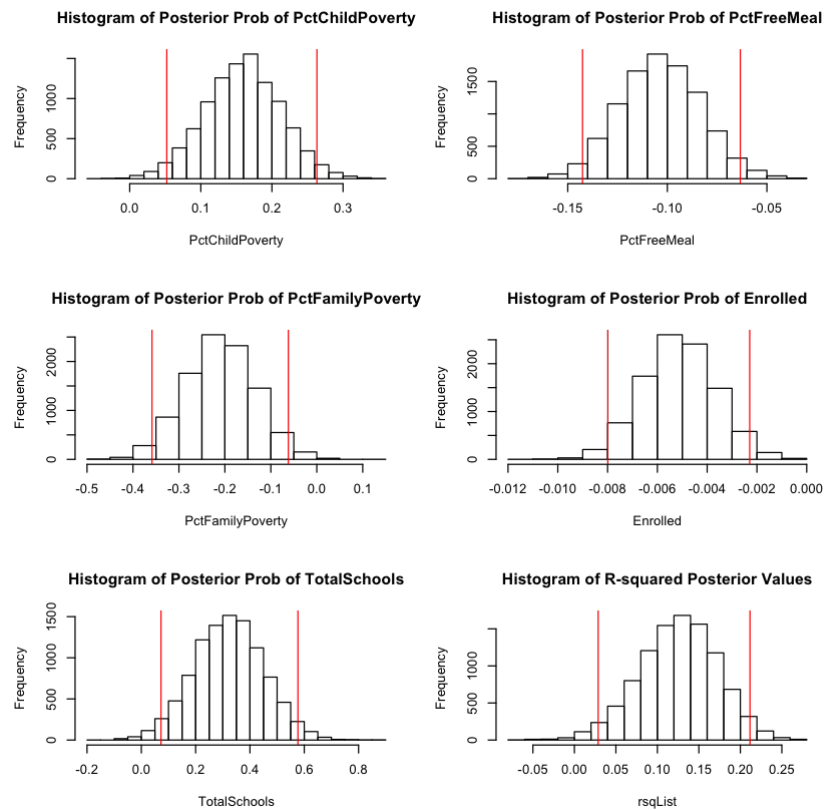 Histogram of Posterior Prob of PctChildPoverty
Frequency
0 500 1000
0.0 0.1 0.2 0.3
PctChildPoverty
Histogram of Posterior Prob of PctFreeMeal
Frequency
0 500 1500
-0.15 -0.10 -0.05
PctFreeMeal
Histogram of Posterior Prob of PctFamilyPoverty
Frequency
0 1000 2000
-0.5 -0.4 -0.3 -0.2 -0.1 0.0 0.1
PctFamilyPoverty
Histogram of Posterior Prob of Enrolled
Frequency
0 1000 2000
-0.012 -0.010 -0.008 -0.006 -0.004 -0.002 0.000
Enrolled
Histogram of Posterior Prob of TotalSchools
Frequency
0 500 1000 1500
-0.2 0.0 0.2 0.4 0.6 0.8
TotalSchools
Histogram of R-squared Posterior Values
Frequency
0 500 1000
-0.05 0.00 0.05 0.10 0.15 0.20 0.25
rsqList